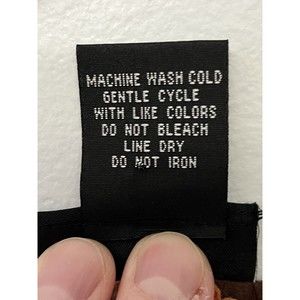 MACHINE WASH COLD
GENTLE CYCLE
WITH LIKE COLORS
DO NOT BLEACH
LINE DRY
DO NOT IRON